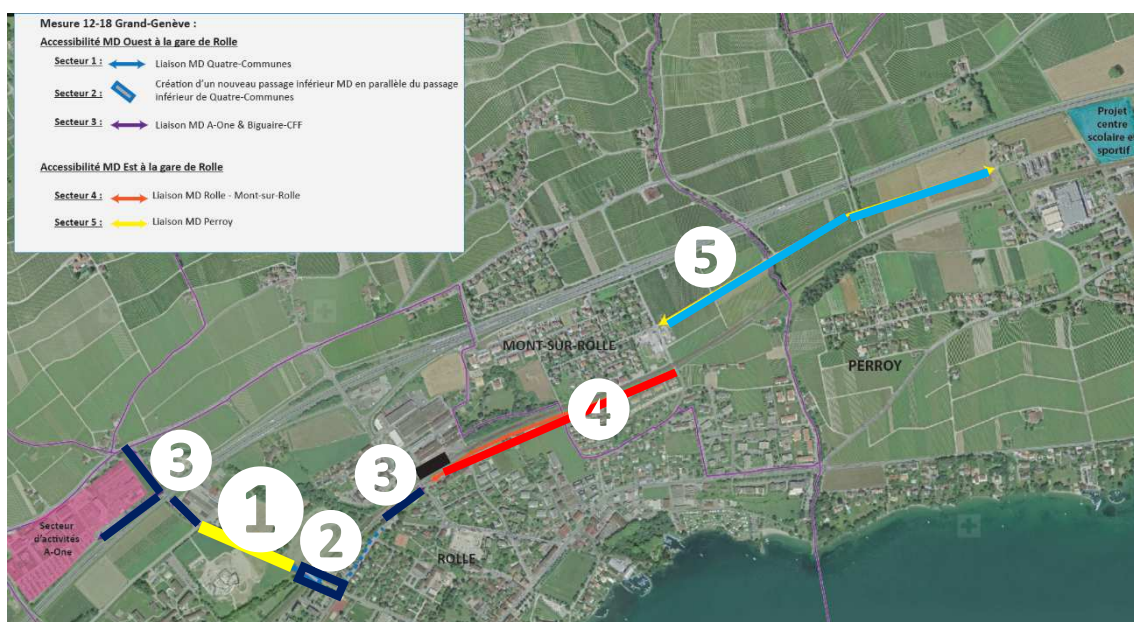 Mesure 12-18 Grand-Genève :
Accessibilité MD Ouest à la gare de Rolle
Secteur 1 : Liaison MD Quatre-Communes
Secteur 2 : Création d'un nouveau passage inférieur MD en parallèle du passage
inférieur de Quatre-Communes
Secteur 3 : Liaison MD A-One & Biguaire-CFF
Accessibilité MD Est à la gare de Rolle
Secteur 4 : Liaison MD Rolle - Mont-sur-Rolle
Secteur 5 : Liaison MD Perroy
Projet
centre
scolaire et
sportif
5
MONT-SUR-ROLLE
PERROY
4
3
3
1
2
Secteur
d'activités
A-One
ROLLE